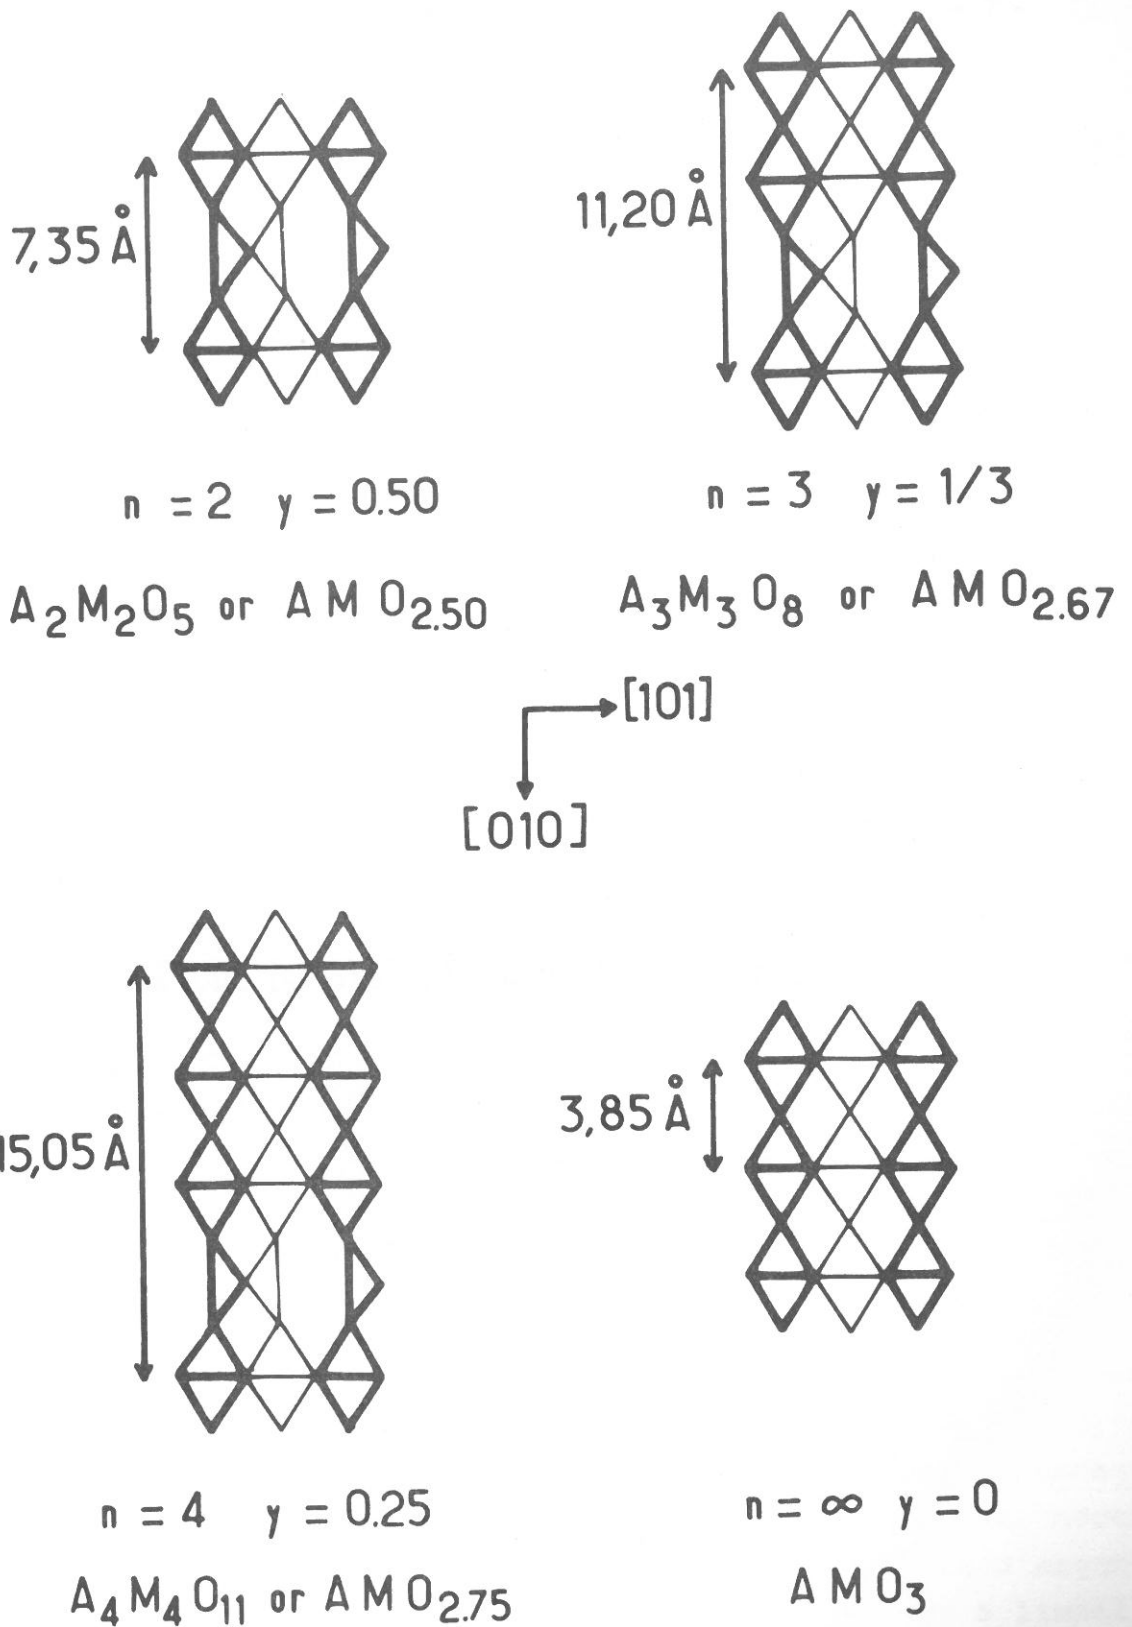 7,35 Å
11,20 Å
n = 2 y = 0.50
n = 3 y = 1/3
A₂M₂O₅ or AMO₂.₅₀
A₃M₃O₈ or AMO₂.₆₇
[101]
[010]
15,05 Å
3,85 Å
n = 4 y = 0.25
n = ∞ y = 0
A₄M₄O₁₁ or AMO₂.₇₅
AMO₃